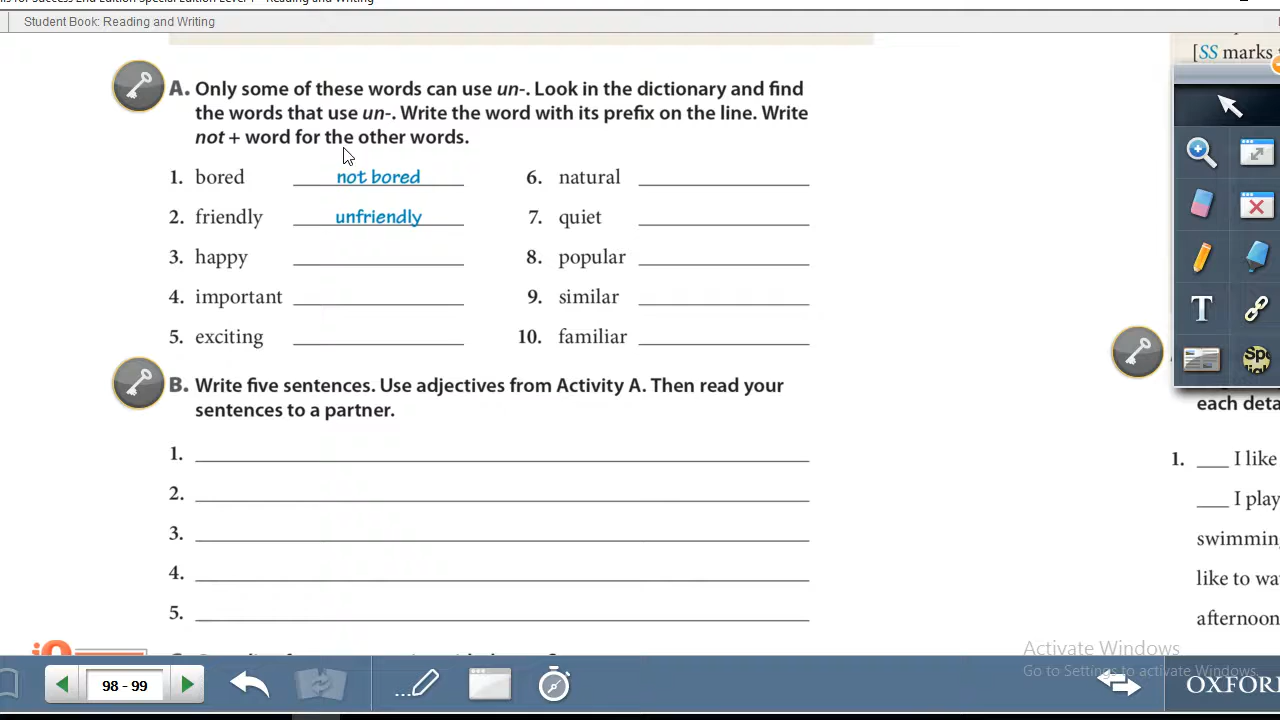 Student Book: Reading and Writing
[SS marks
A. Only some of these words can use un-. Look in the dictionary and find
the words that use un-. Write the word with its prefix on the line. Write
not + word for the other words.
1. bored not bored 6. natural
2. friendly unfriendly 7. quiet
3. happy 8. popular
4. important 9. similar
5. exciting 10. familiar
B. Write five sentences. Use adjectives from Activity A. Then read your
sentences to a partner.
1.
2.
3.
4.
5.
each deta
1. ___ I like
___ I play
swimming
like to wa
afternoon
T
Activate Windows
Go to Settings to activate Windows.
98 - 99
OXFOR